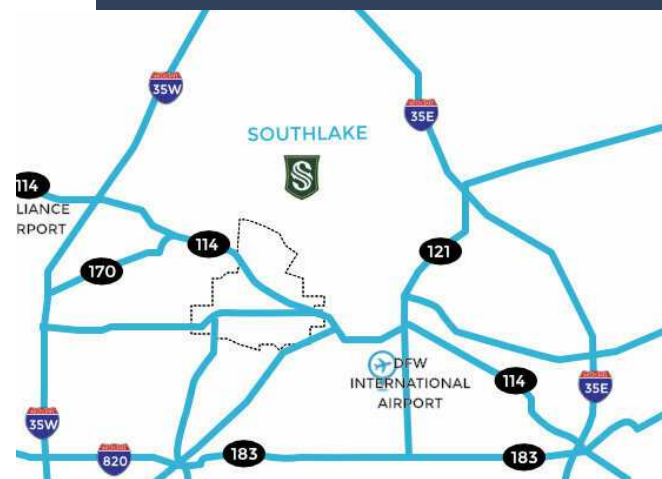 35W
35E
SOUTHLAKE
S
114
LIANCE
RPORT
114
121
170
DFW
INTERNATIONAL
AIRPORT
114
35E
35W
820
183
183